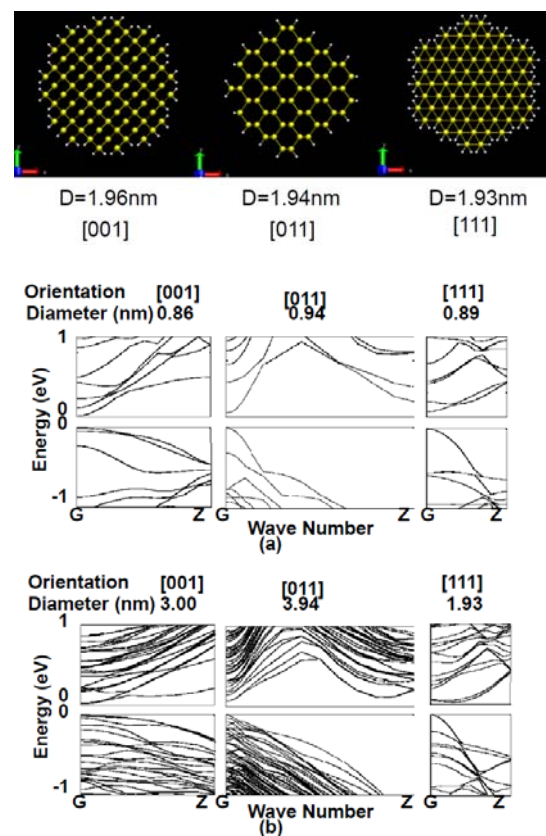 D=1.96nm D=1.94nm D=1.93nm
[001] [011] [111]
Orientation [001] [011] [111]
Diameter (nm) 0.86 0.94 0.89
1
0
0
-1
Energy (eV)
G Z G Z G Z
Wave Number
(a)
Orientation [001] [011] [111]
Diameter (nm) 3.00 3.94 1.93
1
0
0
-1
Energy (eV)
G Z G Z G Z
Wave Number
(b)